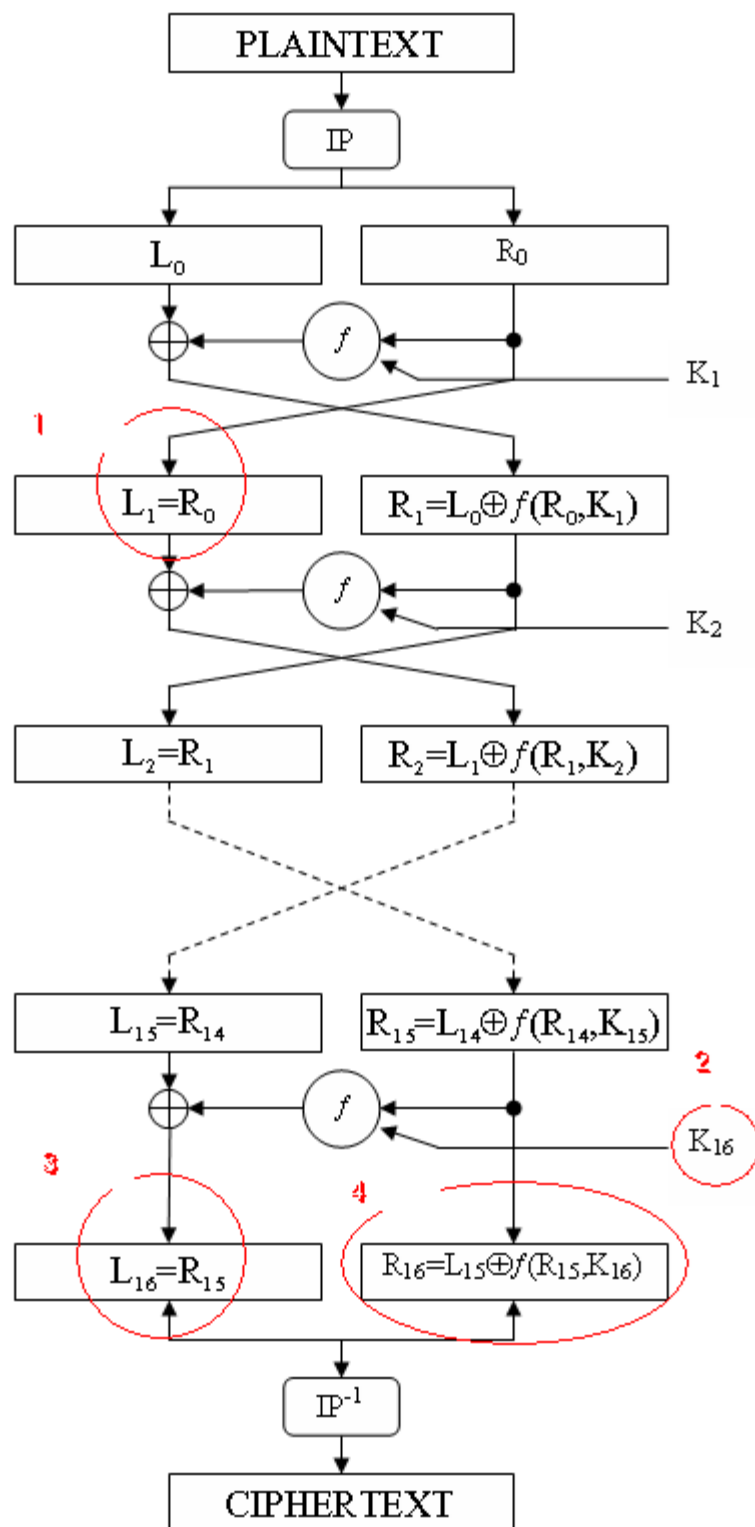 PLAINTEXT
IP
L₀
R₀
f
K₁
1
L₁=R₀
R₁=L₀⊕f(R₀,K₁)
f
K₂
L₂=R₁
R₂=L₁⊕f(R₁,K₂)
L₁₅=R₁₄
R₁₅=L₁₄⊕f(R₁₄,K₁₅)
2
f
K₁₆
3
4
L₁₆=R₁₅
R₁₆=L₁₅⊕f(R₁₅,K₁₆)
IP⁻¹
CIPHERTEXT